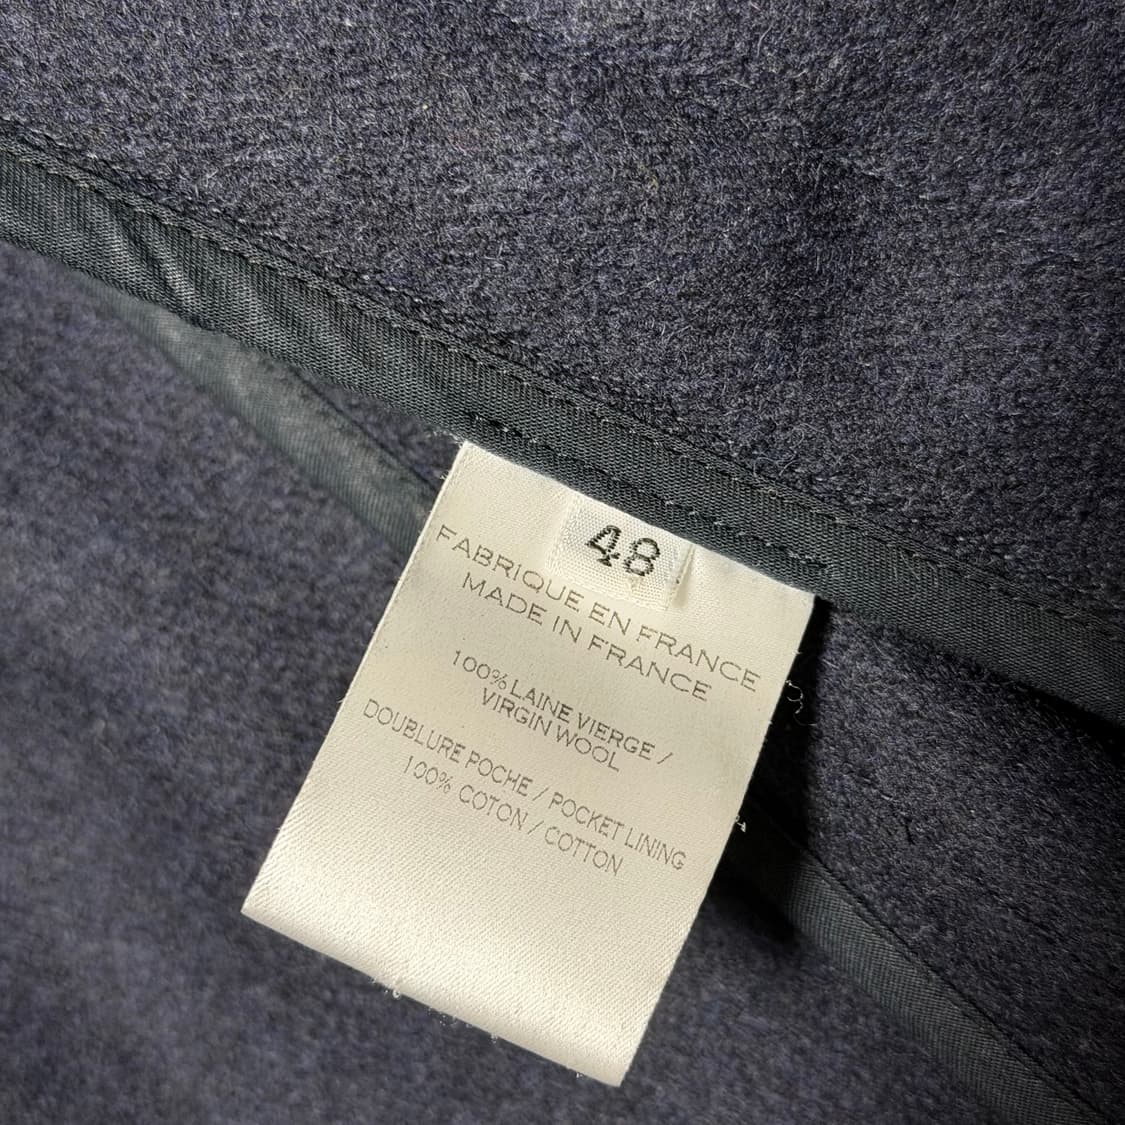 48
FABRIQUE EN FRANCE
MADE IN FRANCE
100% LAINE VIERGE /
VIRGIN WOOL
DOUBLURE POCHE / POCKET LINING
100% COTON / COTTON